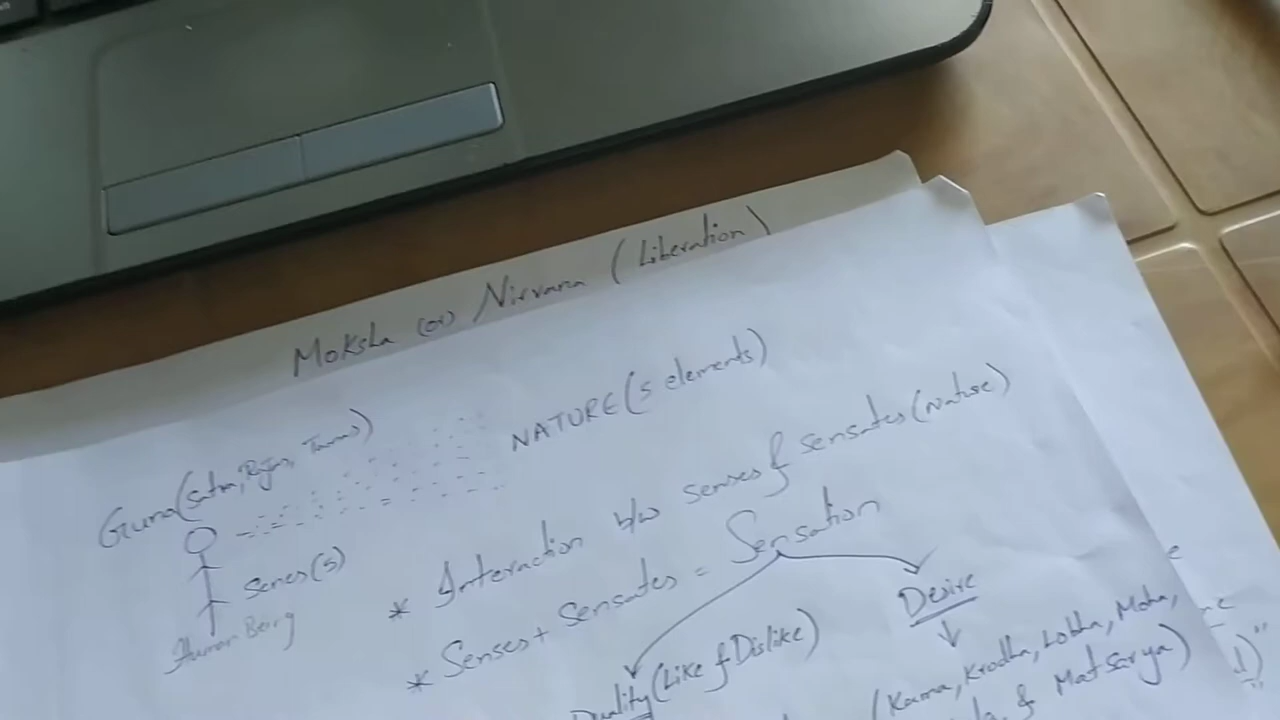 Moksha (or) Nirvana (Liberation)
Guna(Satva, Rajas, Tamas)
NATURE(5 elements)
senses(5)
Human Being
* Interaction b/w senses & sensates(Nature)
* Senses + Sensates = Sensation
Duality(Like & Dislike)
Desire
(Kama, Krodha, Lobha, Moha,
& Matsarya)